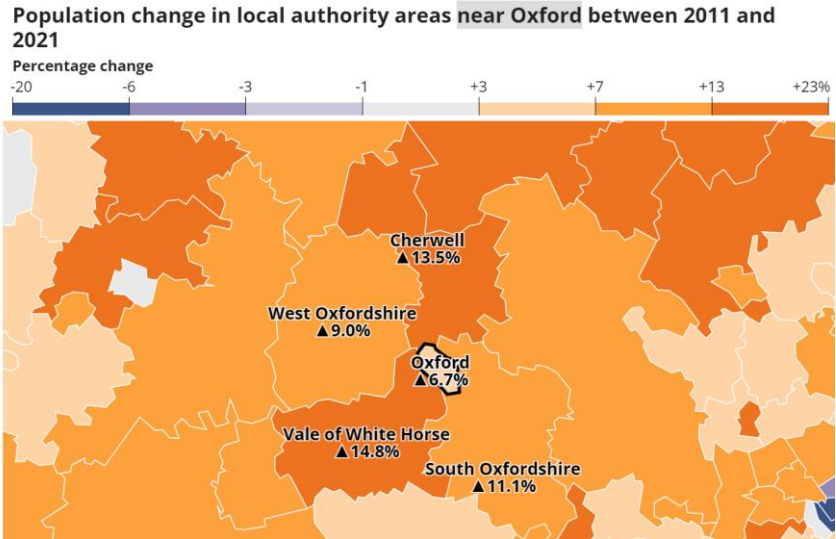 Population change in local authority areas near Oxford between 2011 and
2021
Percentage change
-20 -6 -3 -1 +3 +7 +13 +23%
Cherwell
▲13.5%
West Oxfordshire
▲9.0%
Oxford
▲6.7%
Vale of White Horse
▲14.8%
South Oxfordshire
▲11.1%